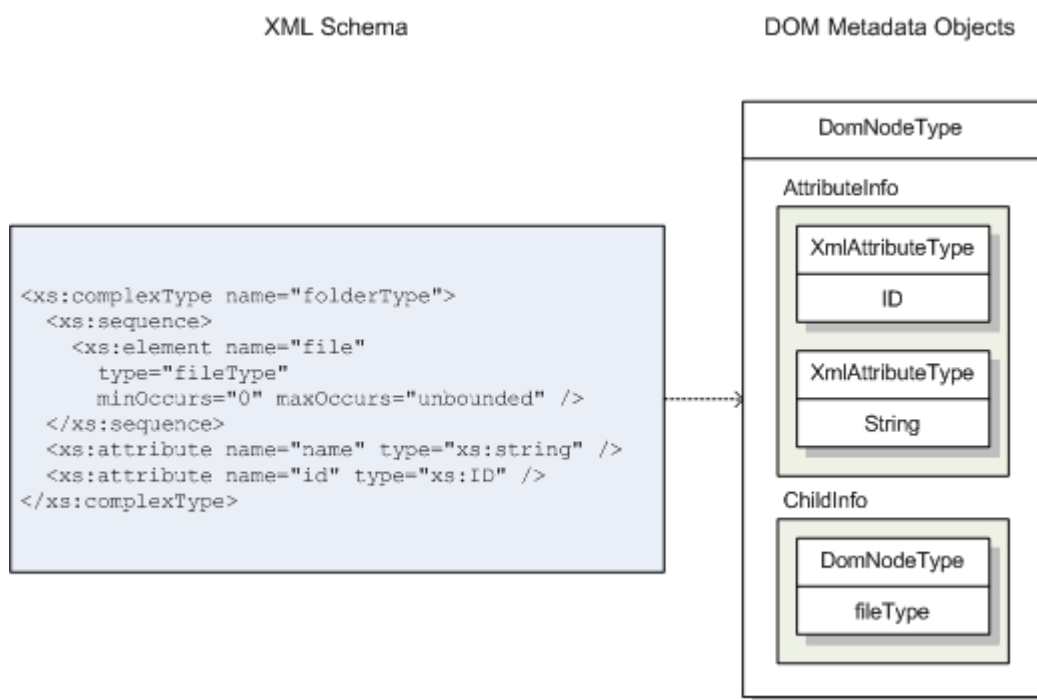 XML Schema
DOM Metadata Objects
<xs:complexType name="folderType">
<xs:sequence>
<xs:element name="file"
type="fileType"
minOccurs="0" maxOccurs="unbounded" />
</xs:sequence>
<xs:attribute name="name" type="xs:string" />
<xs:attribute name="id" type="xs:ID" />
</xs:complexType>
DomNodeType
AttributeInfo
XmlAttributeType
ID
XmlAttributeType
String
ChildInfo
DomNodeType
fileType